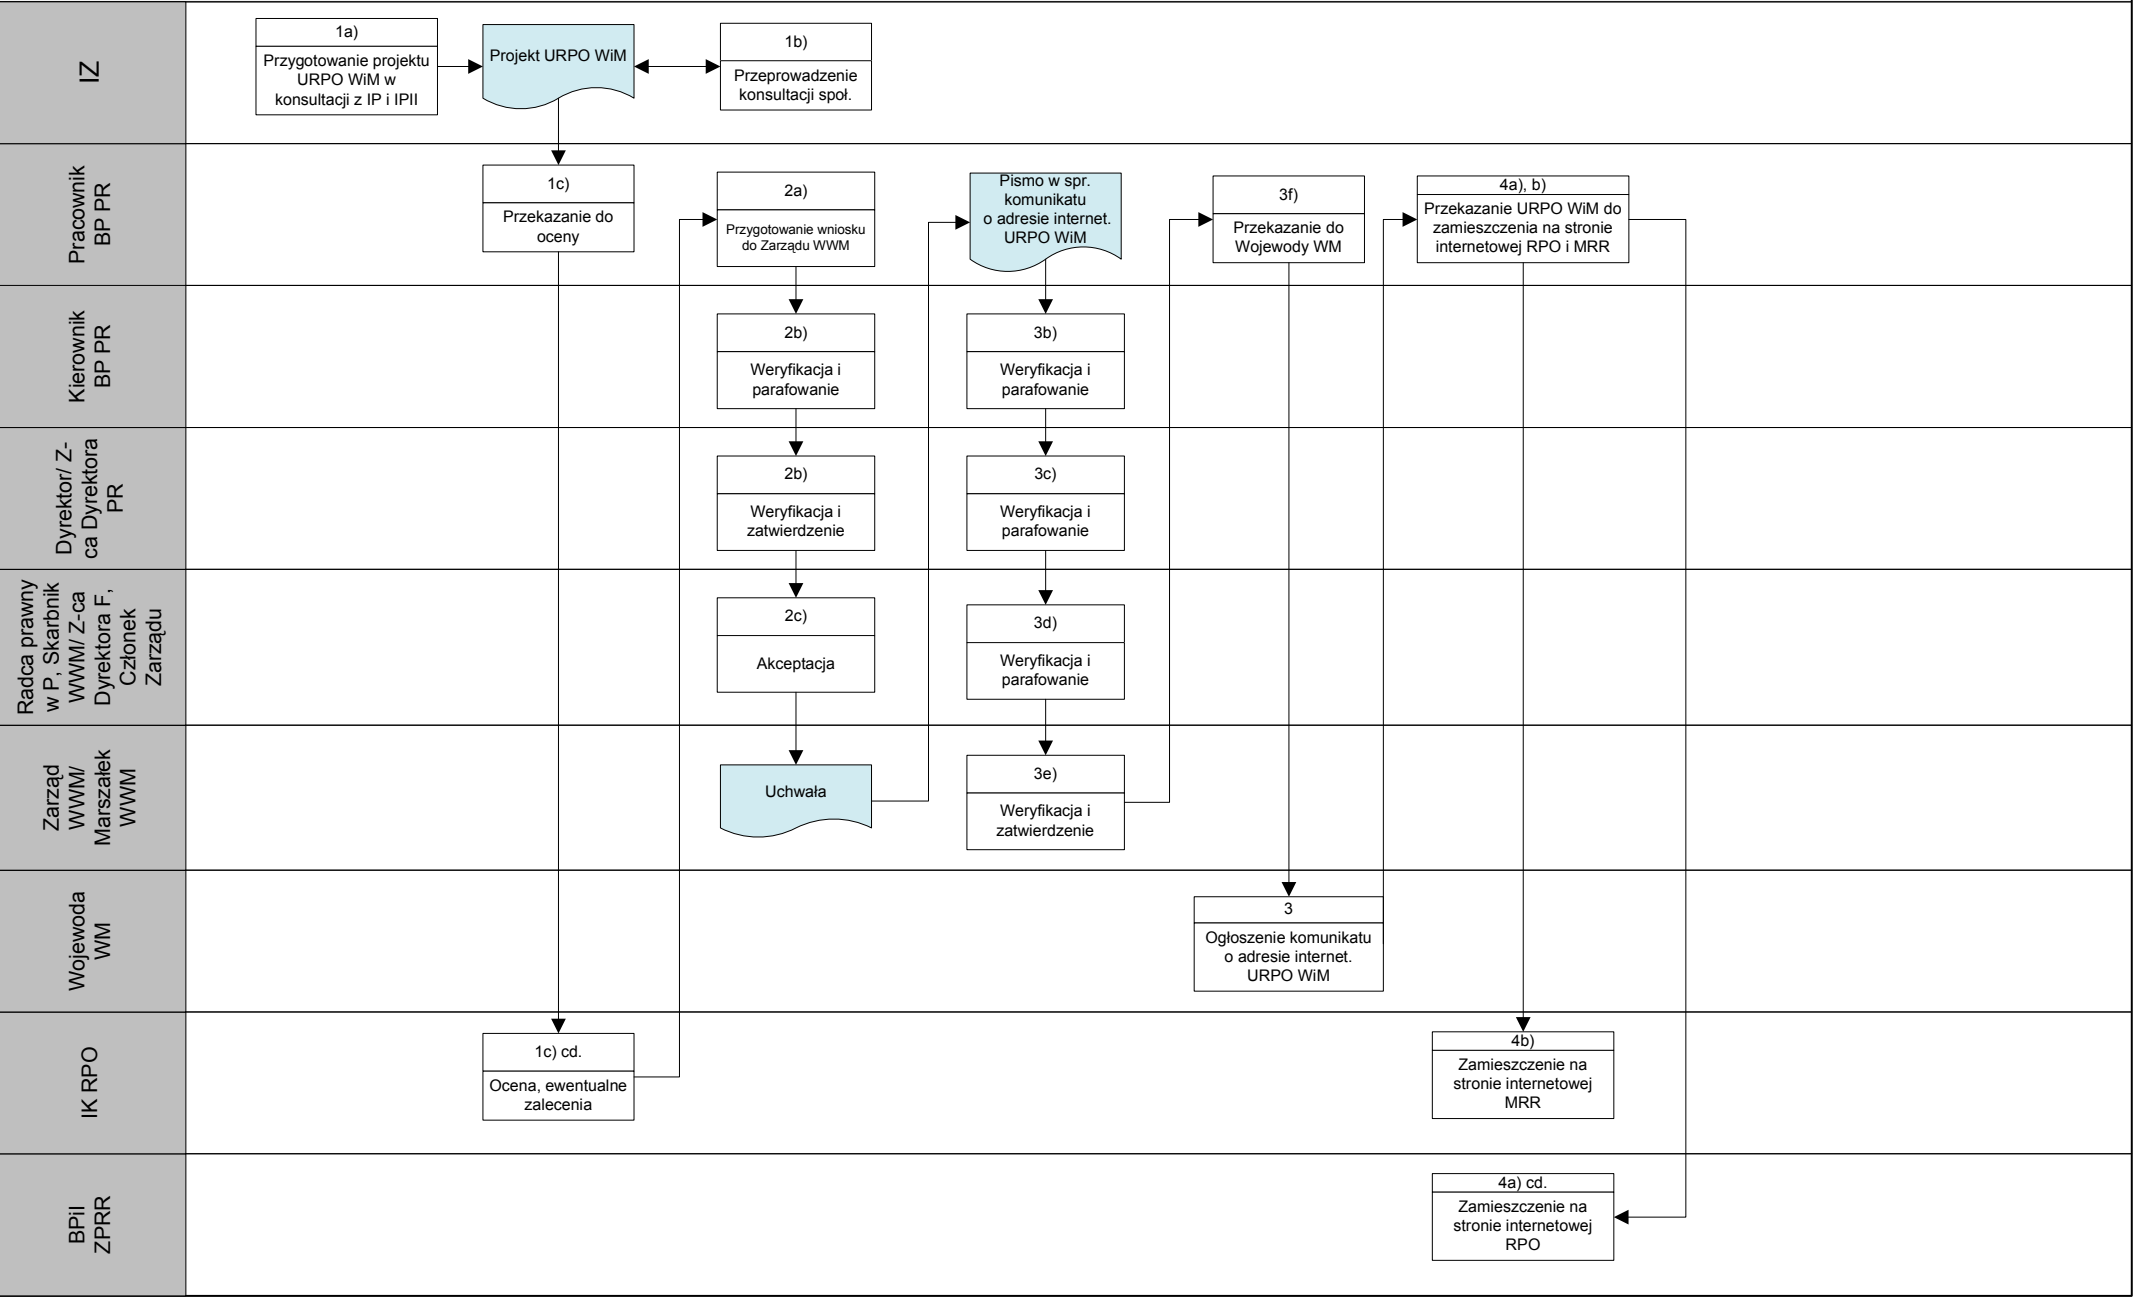 IZ
1a)
Przygotowanie projektu
URPO WiM w
konsultacji z IP i IPII
Projekt URPO WiM
1b)
Przeprowadzenie
konsultacji społ.
Pracownik
BP PR
1c)
Przekazanie do
oceny
2a)
Przygotowanie wniosku
do Zarządu WWM
Pismo w spr.
komunikatu
o adresie internet.
URPO WiM
3f)
Przekazanie do
Wojewody WM
4a), b)
Przekazanie URPO WiM do
zamieszczenia na stronie
internetowej RPO i MRR
Kierownik
BP PR
2b)
Weryfikacja i
parafowanie
3b)
Weryfikacja i
parafowanie
Dyrektor/ Z-
ca Dyrektora
PR
2b)
Weryfikacja i
zatwierdzenie
3c)
Weryfikacja i
parafowanie
Radca prawny
w P, Skarbnik
WWM/ Z-ca
Dyrektora F,
Członek
Zarządu
2c)
Akceptacja
3d)
Weryfikacja i
parafowanie
Zarząd
WWM/
Marszałek
WWM
Uchwała
3e)
Weryfikacja i
zatwierdzenie
Wojewoda
WM
3
Ogłoszenie komunikatu
o adresie internet.
URPO WiM
IK RPO
1c) cd.
Ocena, ewentualne
zalecenia
4b)
Zamieszczenie na
stronie internetowej
MRR
BPiI
ZPRR
4a) cd.
Zamieszczenie na
stronie internetowej
RPO